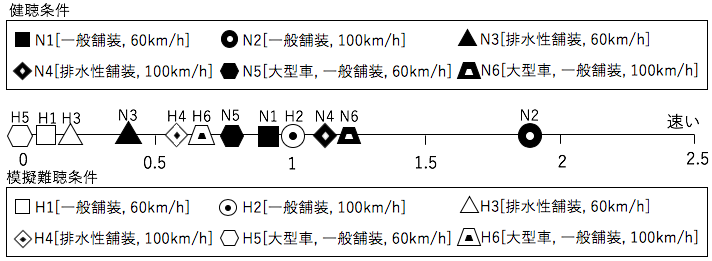 健聴条件
N1[一般舗装, 60km/h] N2[一般舗装, 100km/h] N3[排水性舗装, 60km/h]
N4[排水性舗装, 100km/h] N5[大型車, 一般舗装, 60km/h] N6[大型車, 一般舗装, 100km/h]
H5 H1 H3 N3 H4 H6 N5 N1 H2 N4 N6 N2 速い
0 0.5 1 1.5 2 2.5
模擬難聴条件
H1[一般舗装, 60km/h] H2[一般舗装, 100km/h] H3[排水性舗装, 60km/h]
H4[排水性舗装, 100km/h] H5[大型車, 一般舗装, 60km/h] H6[大型車, 一般舗装, 100km/h]